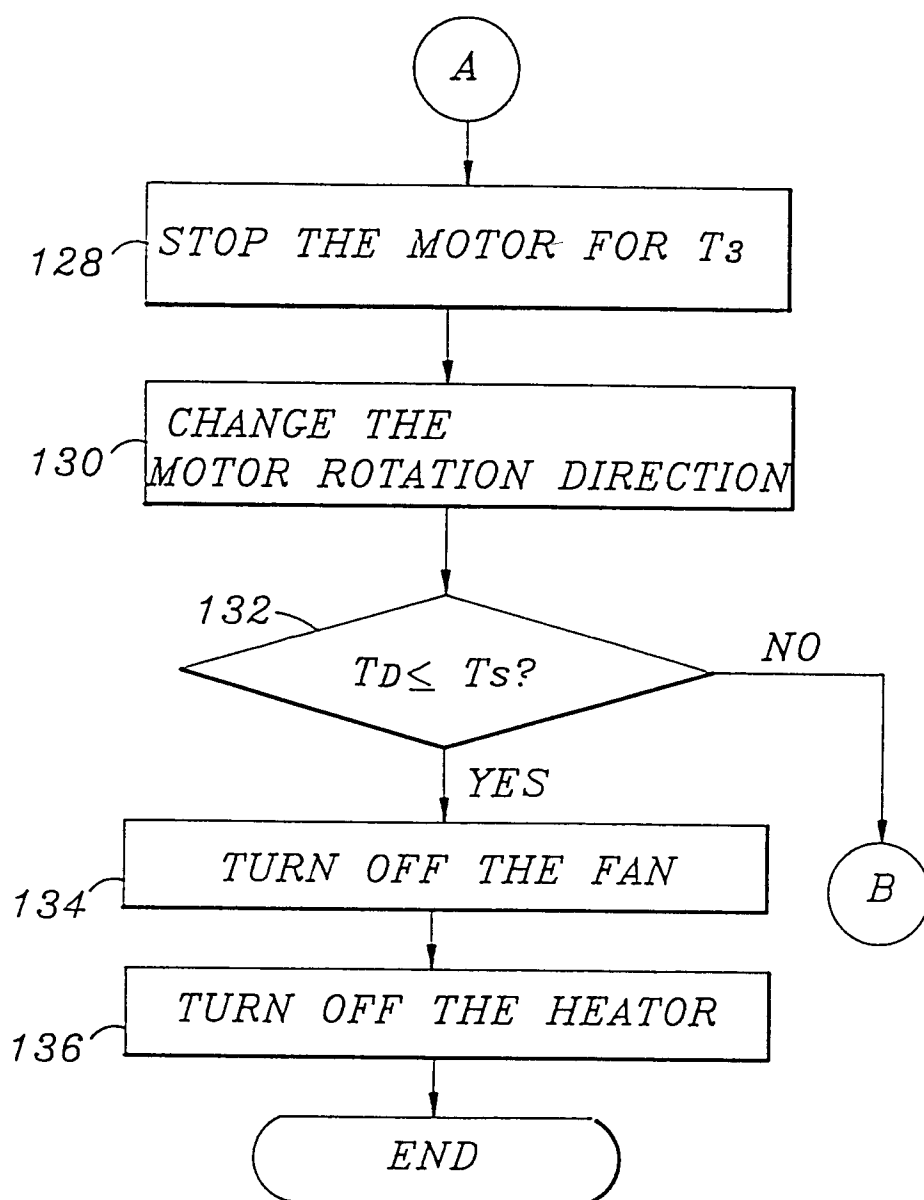 A
128
STOP THE MOTOR FOR T3
130
CHANGE THE
MOTOR ROTATION DIRECTION
132
TD≤ TS?
NO
YES
134
TURN OFF THE FAN
B
136
TURN OFF THE HEATOR
END